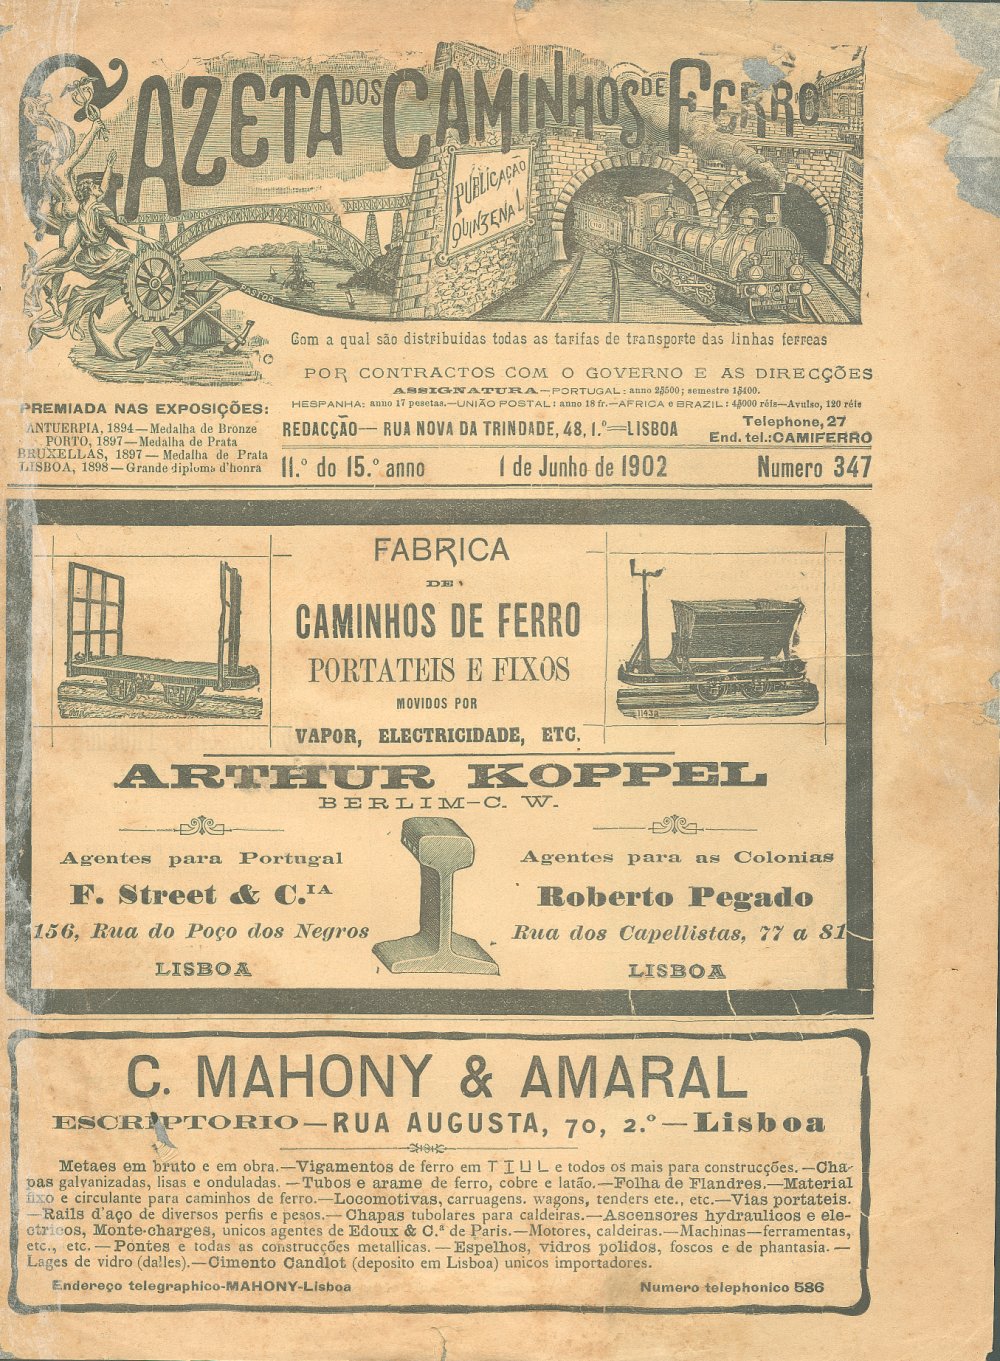 GAZETA DOS CAMINHOS DE FERRO
PUBLICAÇÃO
QUINZENAL
PASTOR
Com a qual são distribuidas todas as tarifas de transporte das linhas ferreas
POR CONTRACTOS COM O GOVERNO E AS DIRECÇÕES
ASSIGNATURA—PORTUGAL: anno 2$500; semestre 1$400.
HESPANHA: anno 17 pesetas.—UNIÃO POSTAL: anno 18 fr.—AFRICA e BRAZIL: 4$000 réis—Avulso, 120 réis
PREMIADA NAS EXPOSIÇÕES:
ANTUERPIA, 1894—Medalha de Bronze
PORTO, 1897—Medalha de Prata
BRUXELLAS, 1897—Medalha de Prata
LISBOA, 1898—Grande diploma d'honra
REDACÇÃO—RUA NOVA DA TRINDADE, 48, 1.º=LISBOA
Telephone, 27
End. tel.: CAMIFERRO
11.º do 15.º anno
1 de Junho de 1902
Numero 347
FABRICA
DE
CAMINHOS DE FERRO
PORTATEIS E FIXOS
MOVIDOS POR
VAPOR, ELECTRICIDADE, ETC.
ARTHUR KOPPEL
BERLIM—C. W.
Agentes para Portugal
F. Street & C.IA
156, Rua do Poço dos Negros
LISBOA
Agentes para as Colonias
Roberto Pegado
Rua dos Capellistas, 77 a 81
LISBOA
C. MAHONY & AMARAL
ESCRIPTORIO—RUA AUGUSTA, 70, 2.º—Lisboa
Metaes em bruto e em obra.—Vigamentos de ferro em T I U L e todos os mais para construcções.—Cha-
pas galvanizadas, lisas e onduladas.—Tubos e arame de ferro, cobre e latão.—Folha de Flandres.—Material
fixo e circulante para caminhos de ferro.—Locomotivas, carruagens. wagons, tenders etc., etc.—Vias portateis.
—Rails d'aço de diversos perfis e pesos.—Chapas tubolares para caldeiras.—Ascensores hydraulicos e ele-
ctricos, Monte-charges, unicos agentes de Edoux & C.ª de Paris.—Motores, caldeiras.—Machinas—ferramentas,
etc., etc.—Pontes e todas as construcções metallicas.—Espelhos, vidros polidos, foscos e de phantasia.—
Lages de vidro (dalles).—Cimento Candlot (deposito em Lisboa) unicos importadores.
Endereço telegraphico-MAHONY-Lisboa
Numero telephonico 586